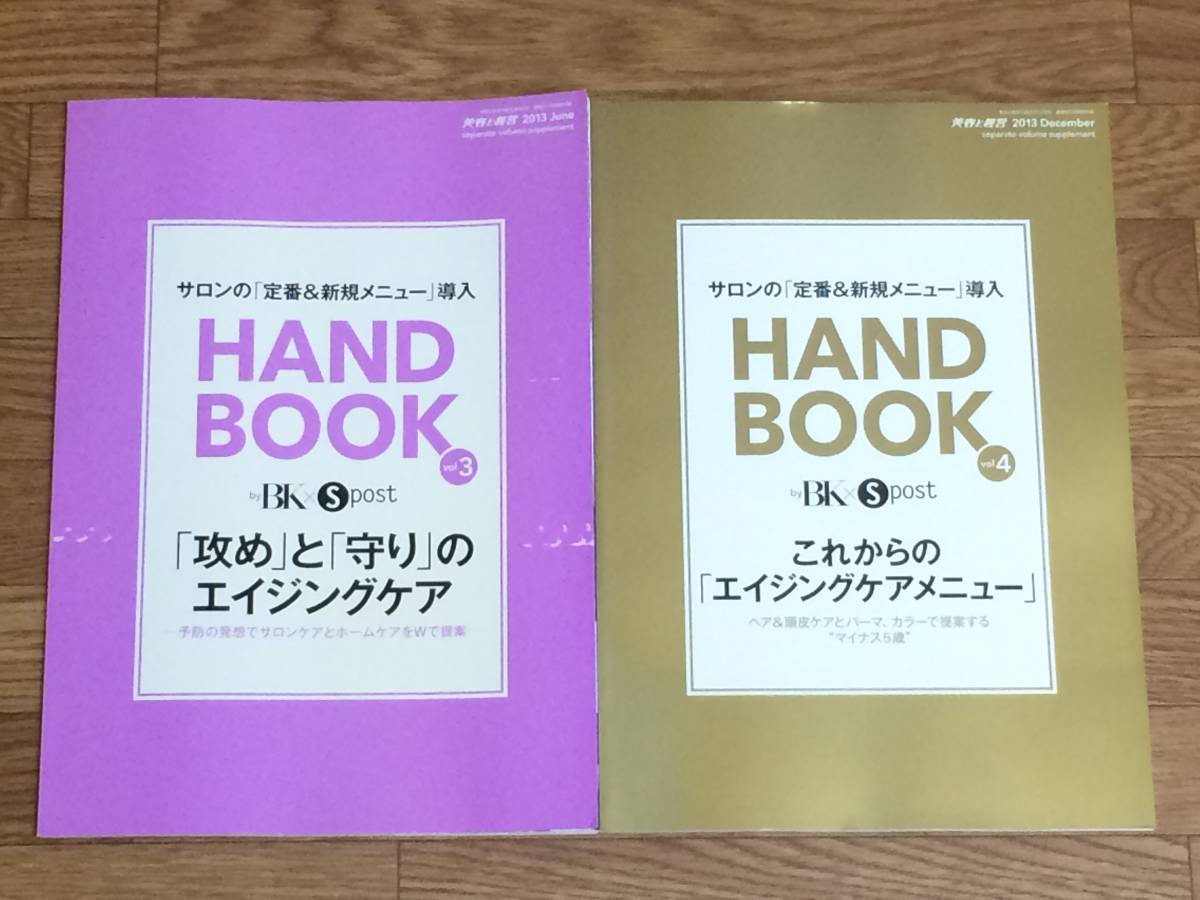 美容と経営 2013 June
separate volume supplement
サロンの「定番&新規メニュー」導入
HAND
BOOK
vol 3
by BK × S post
「攻め」と「守り」の
エイジングケア
予防の発想でサロンケアとホームケアをWで提案
美容と経営 2013 December
separate volume supplement
サロンの「定番&新規メニュー」導入
HAND
BOOK
vol 4
by BK × S post
これからの
「エイジングケアメニュー」
ヘア&頭皮ケアとパーマ、カラーで提案する
“マイナス5歳”